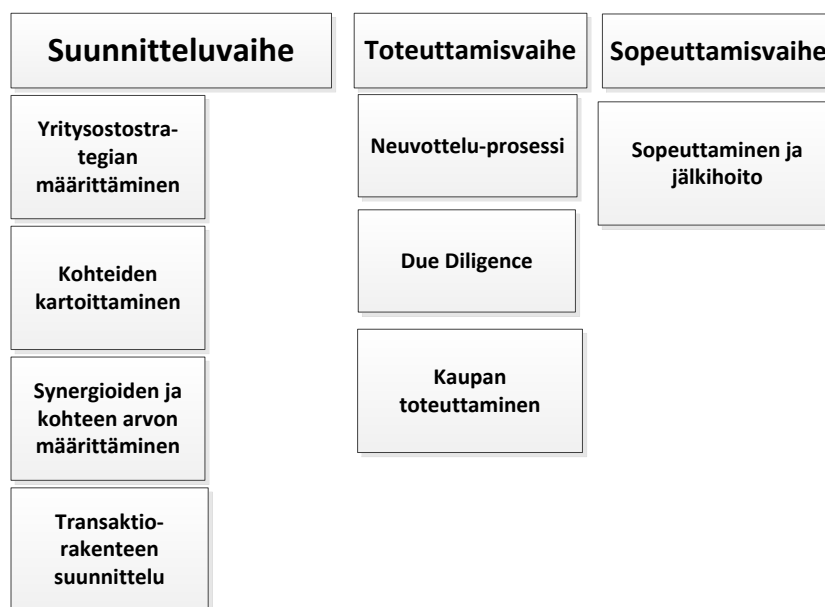 Suunnitteluvaihe
Yritysostostra-
tegian
määrittäminen
Kohteiden
kartoittaminen
Synergioiden ja
kohteen arvon
määrittäminen
Transaktio-
rakenteen
suunnittelu
Toteuttamisvaihe
Neuvottelu-prosessi
Due Diligence
Kaupan
toteuttaminen
Sopeuttamisvaihe
Sopeuttaminen ja
jälkihoito